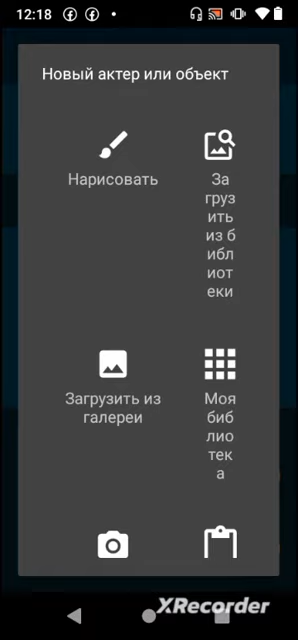 12:18
Новый актер или объект
Нарисовать
За
груз
ить
из б
ибл
иот
еки
Загрузить из
галереи
Моя
биб
лио
тек
а
XRecorder